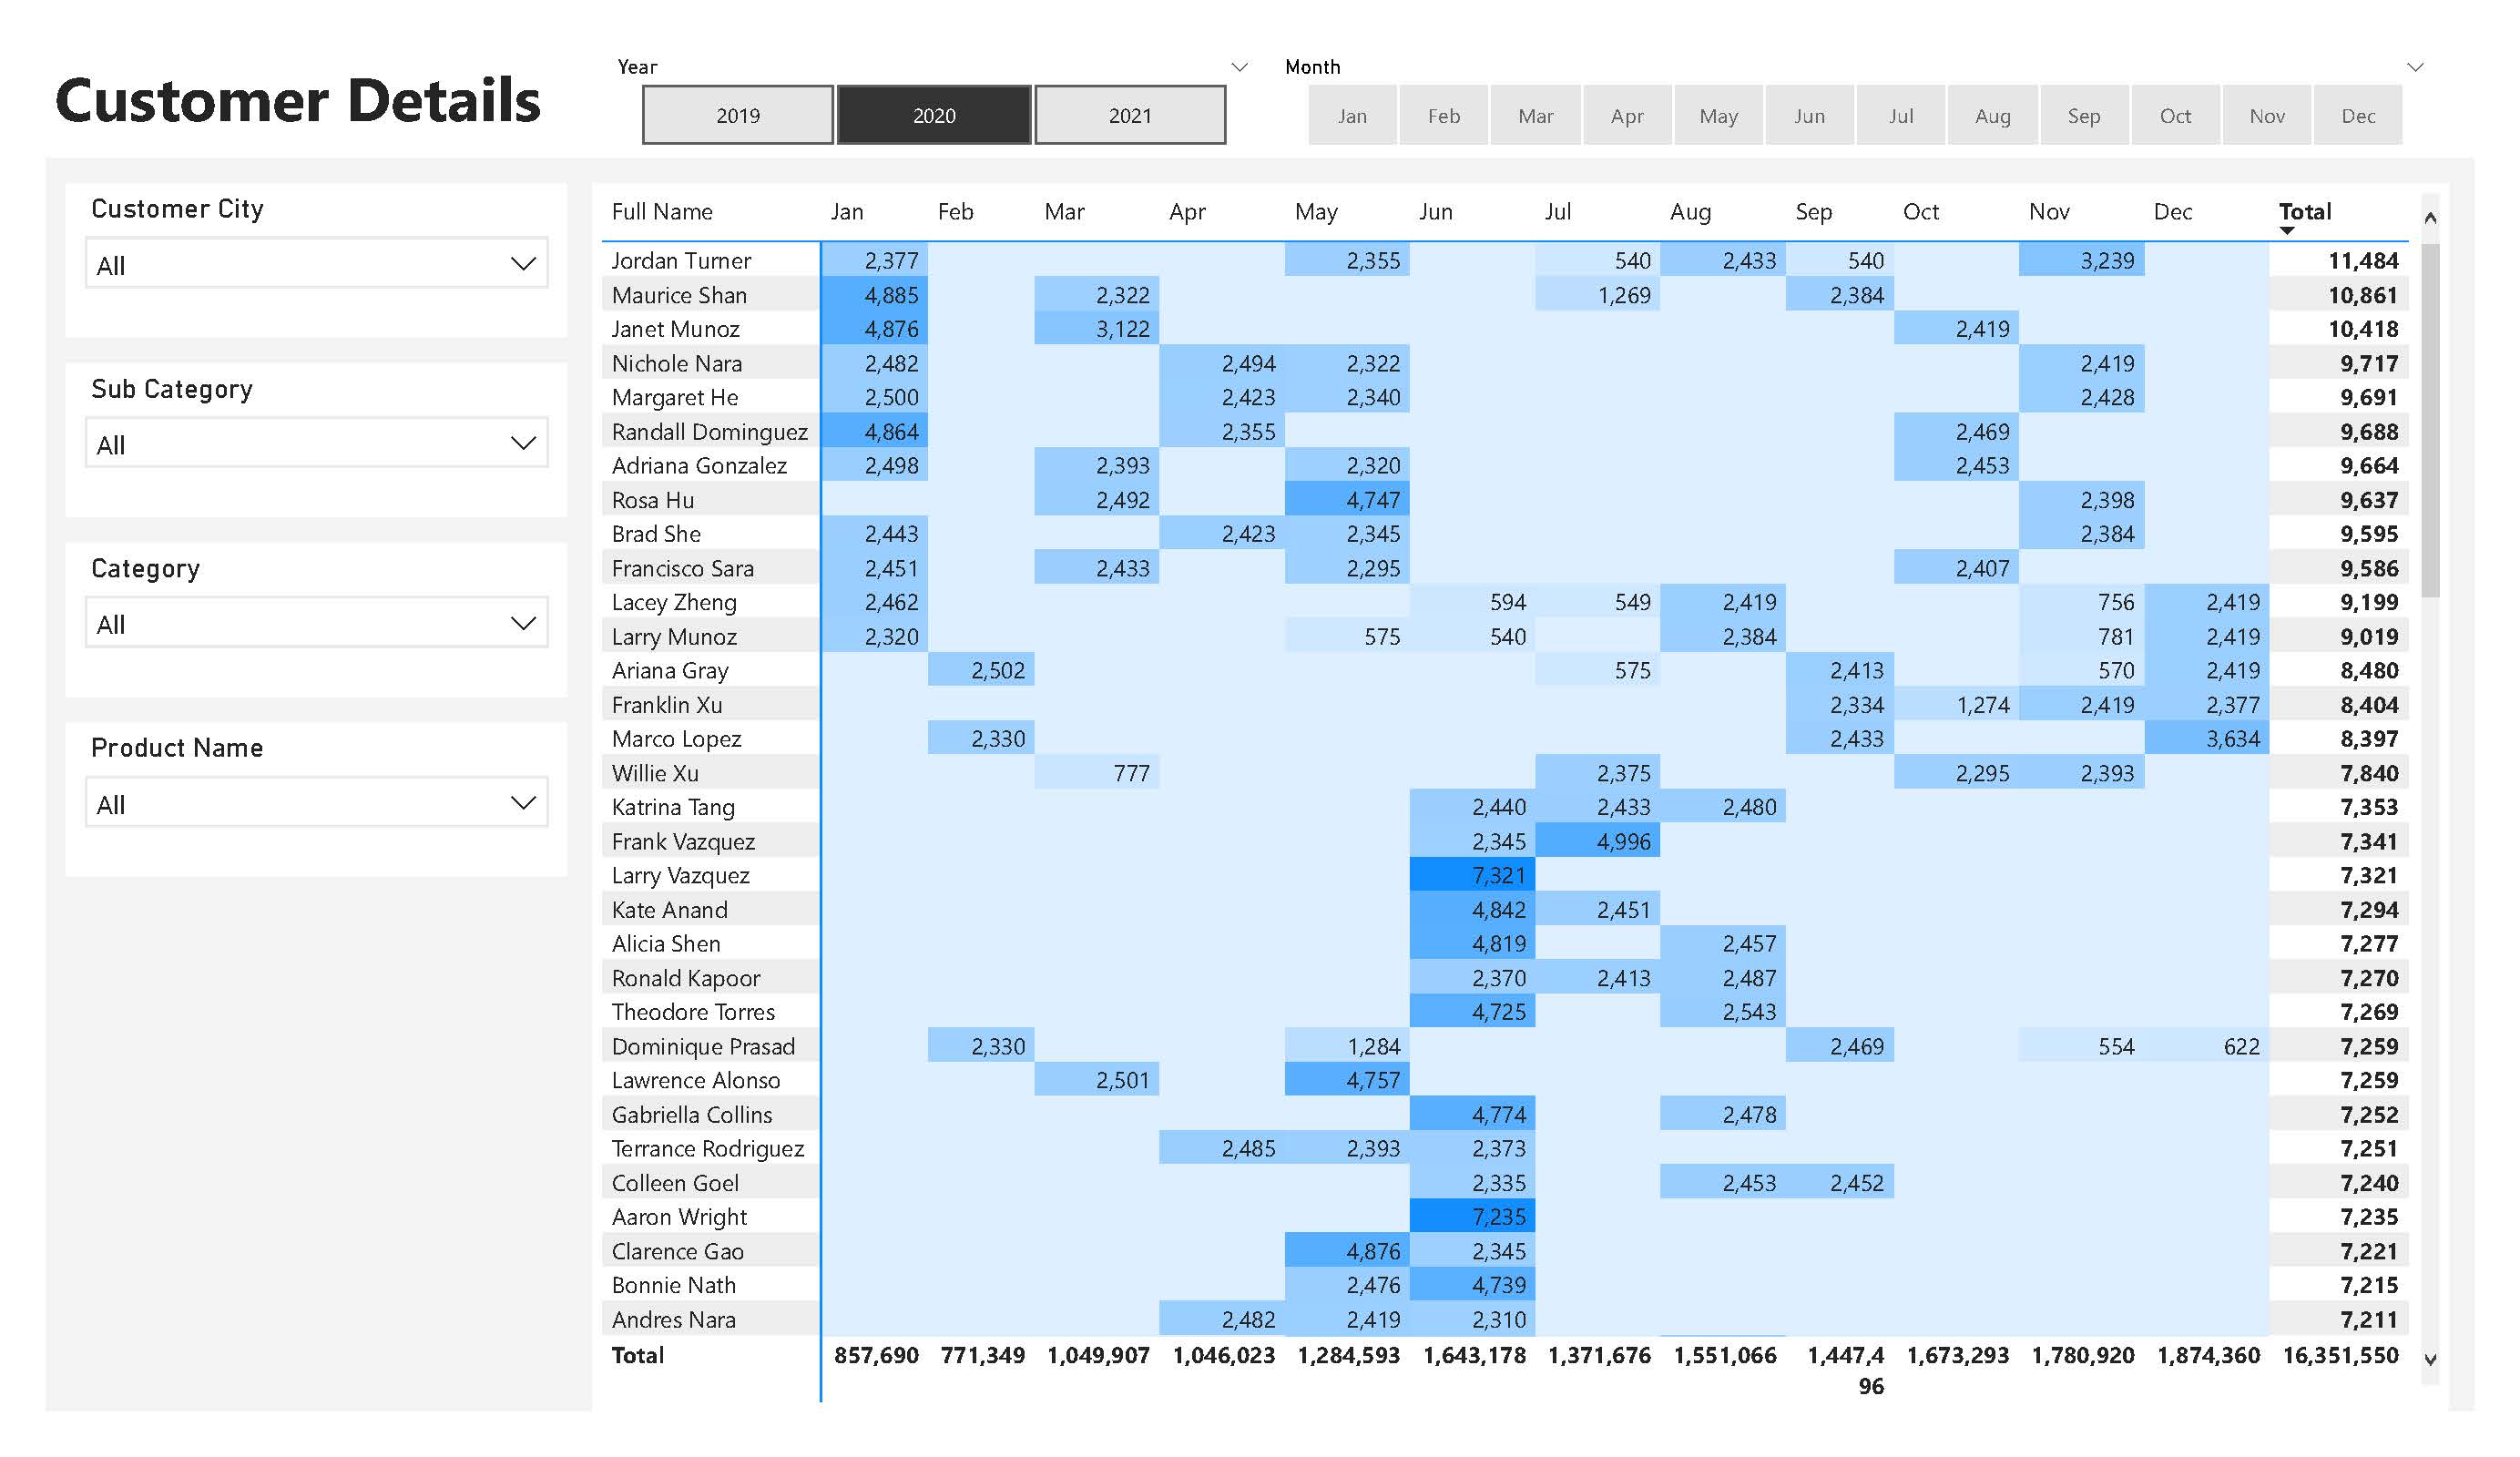 Customer Details
Year
2019 2020 2021
Month
Jan Feb Mar Apr May Jun Jul Aug Sep Oct Nov Dec
Customer City
All
Sub Category
All
Category
All
Product Name
All
Full Name Jan Feb Mar Apr May Jun Jul Aug Sep Oct Nov Dec Total
Jordan Turner 2,377 2,355 540 2,433 540 3,239 11,484
Maurice Shan 4,885 2,322 1,269 2,384 10,861
Janet Munoz 4,876 3,122 2,419 10,418
Nichole Nara 2,482 2,494 2,322 2,419 9,717
Margaret He 2,500 2,423 2,340 2,428 9,691
Randall Dominguez 4,864 2,355 2,469 9,688
Adriana Gonzalez 2,498 2,393 2,320 2,453 9,664
Rosa Hu 2,492 4,747 2,398 9,637
Brad She 2,443 2,423 2,345 2,384 9,595
Francisco Sara 2,451 2,433 2,295 2,407 9,586
Lacey Zheng 2,462 594 549 2,419 756 2,419 9,199
Larry Munoz 2,320 575 540 2,384 781 2,419 9,019
Ariana Gray 2,502 575 2,413 570 2,419 8,480
Franklin Xu 2,334 1,274 2,419 2,377 8,404
Marco Lopez 2,330 2,433 3,634 8,397
Willie Xu 777 2,375 2,295 2,393 7,840
Katrina Tang 2,440 2,433 2,480 7,353
Frank Vazquez 2,345 4,996 7,341
Larry Vazquez 7,321 7,321
Kate Anand 4,842 2,451 7,294
Alicia Shen 4,819 2,457 7,277
Ronald Kapoor 2,370 2,413 2,487 7,270
Theodore Torres 4,725 2,543 7,269
Dominique Prasad 2,330 1,284 2,469 554 622 7,259
Lawrence Alonso 2,501 4,757 7,259
Gabriella Collins 4,774 2,478 7,252
Terrance Rodriguez 2,485 2,393 2,373 7,251
Colleen Goel 2,335 2,453 2,452 7,240
Aaron Wright 7,235 7,235
Clarence Gao 4,876 2,345 7,221
Bonnie Nath 2,476 4,739 7,215
Andres Nara 2,482 2,419 2,310 7,211
Total 857,690 771,349 1,049,907 1,046,023 1,284,593 1,643,178 1,371,676 1,551,066 1,447,4 1,673,293 1,780,920 1,874,360 16,351,550
96